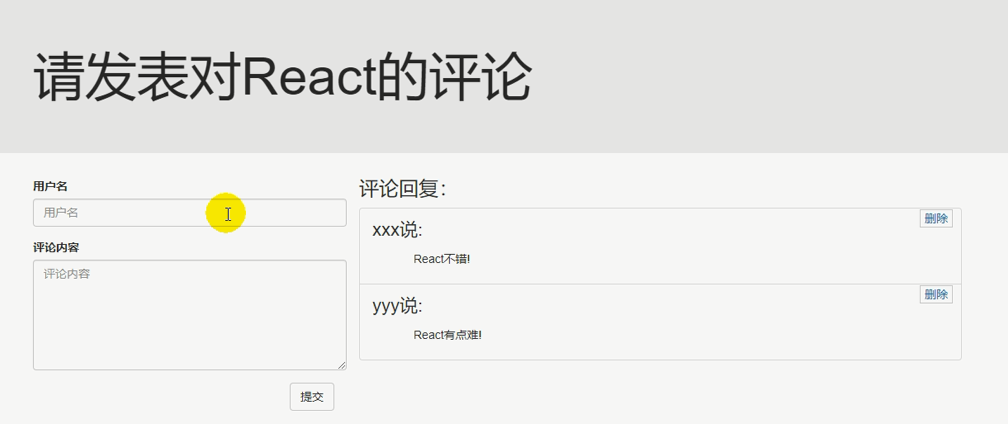 请发表对React的评论
用户名
用户名
评论内容
评论内容
提交
评论回复：
删除
xxx说:
React不错!
删除
yyy说:
React有点难!